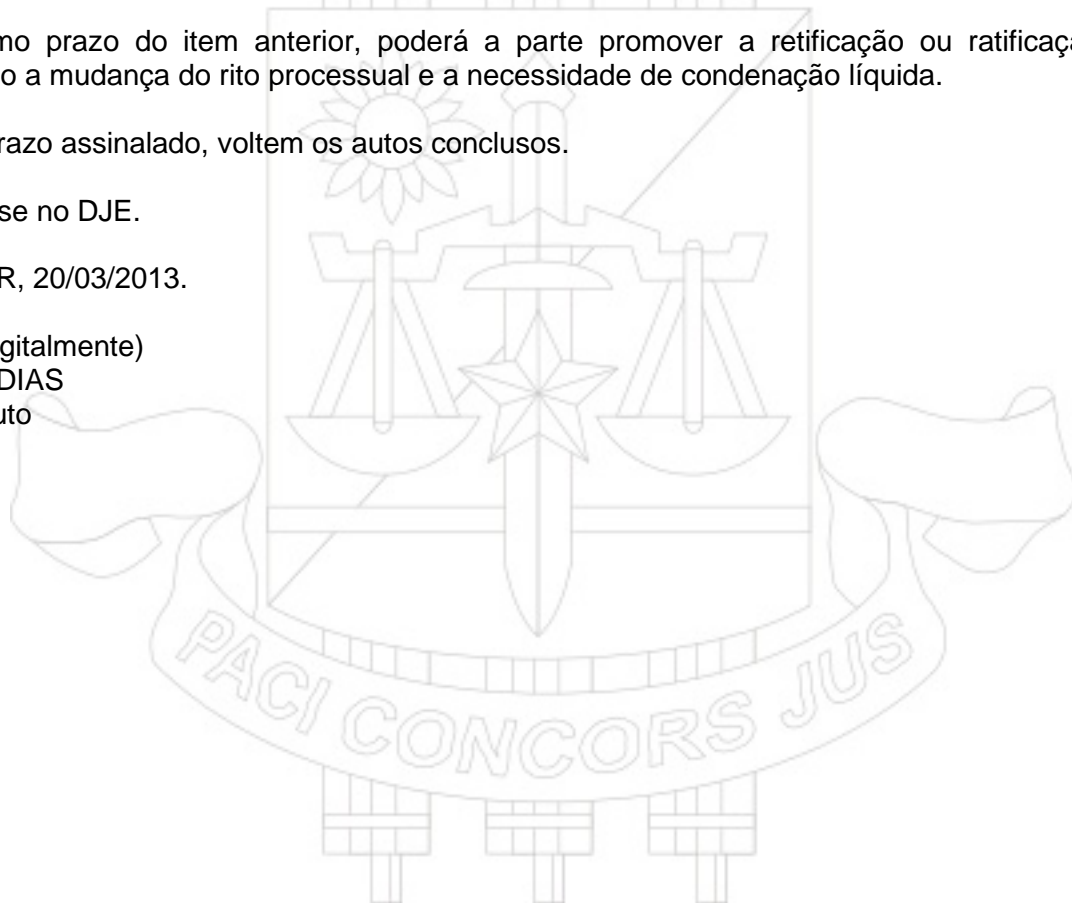 mo prazo do item anterior, poderá a parte promover a retificação ou ratificaç
o a mudança do rito processual e a necessidade de condenação líquida.
razo assinalado, voltem os autos conclusos.
se no DJE.
R, 20/03/2013.
gitalmente)
DIAS
uto
PACI CONCORS JUS